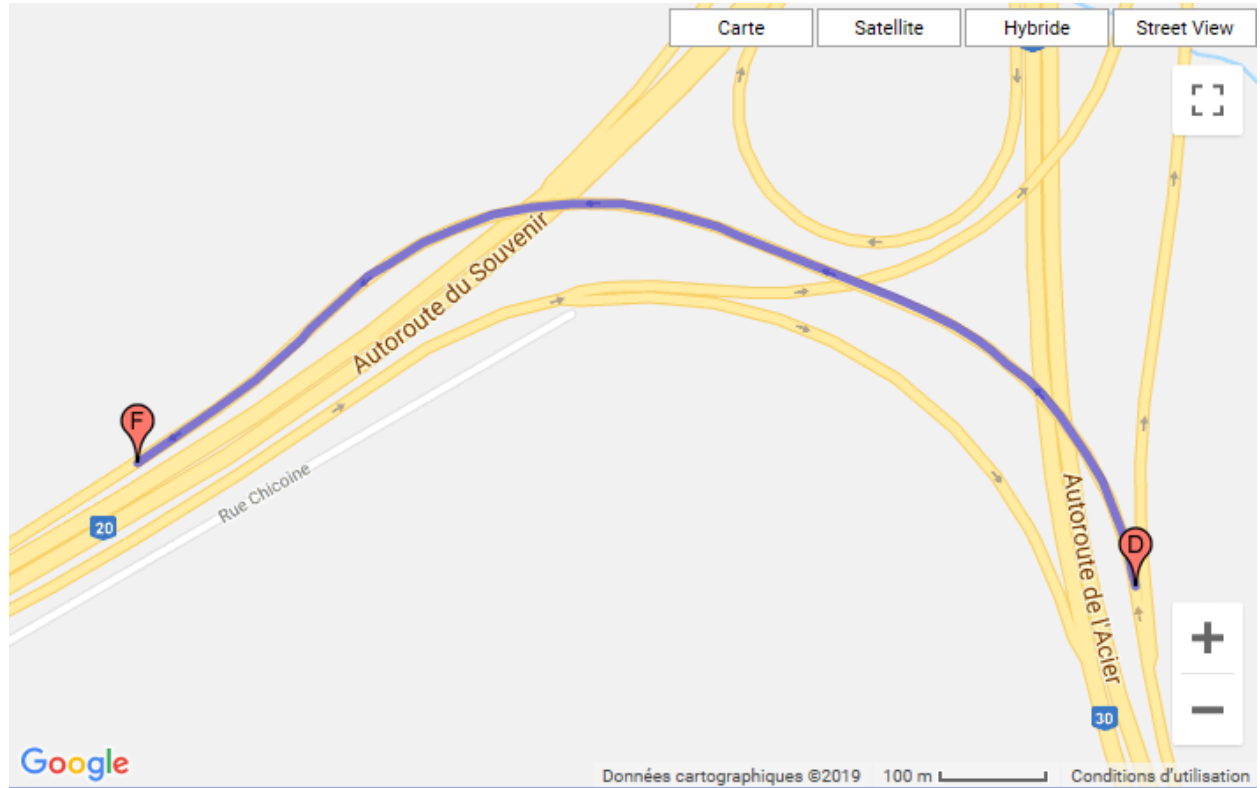 Carte
Satellite
Hybride
Street View
Autoroute du Souvenir
F
20
Rue Chicoine
D
Autoroute de l'Acier
30
Google
Données cartographiques ©2019
100 m
Conditions d'utilisation